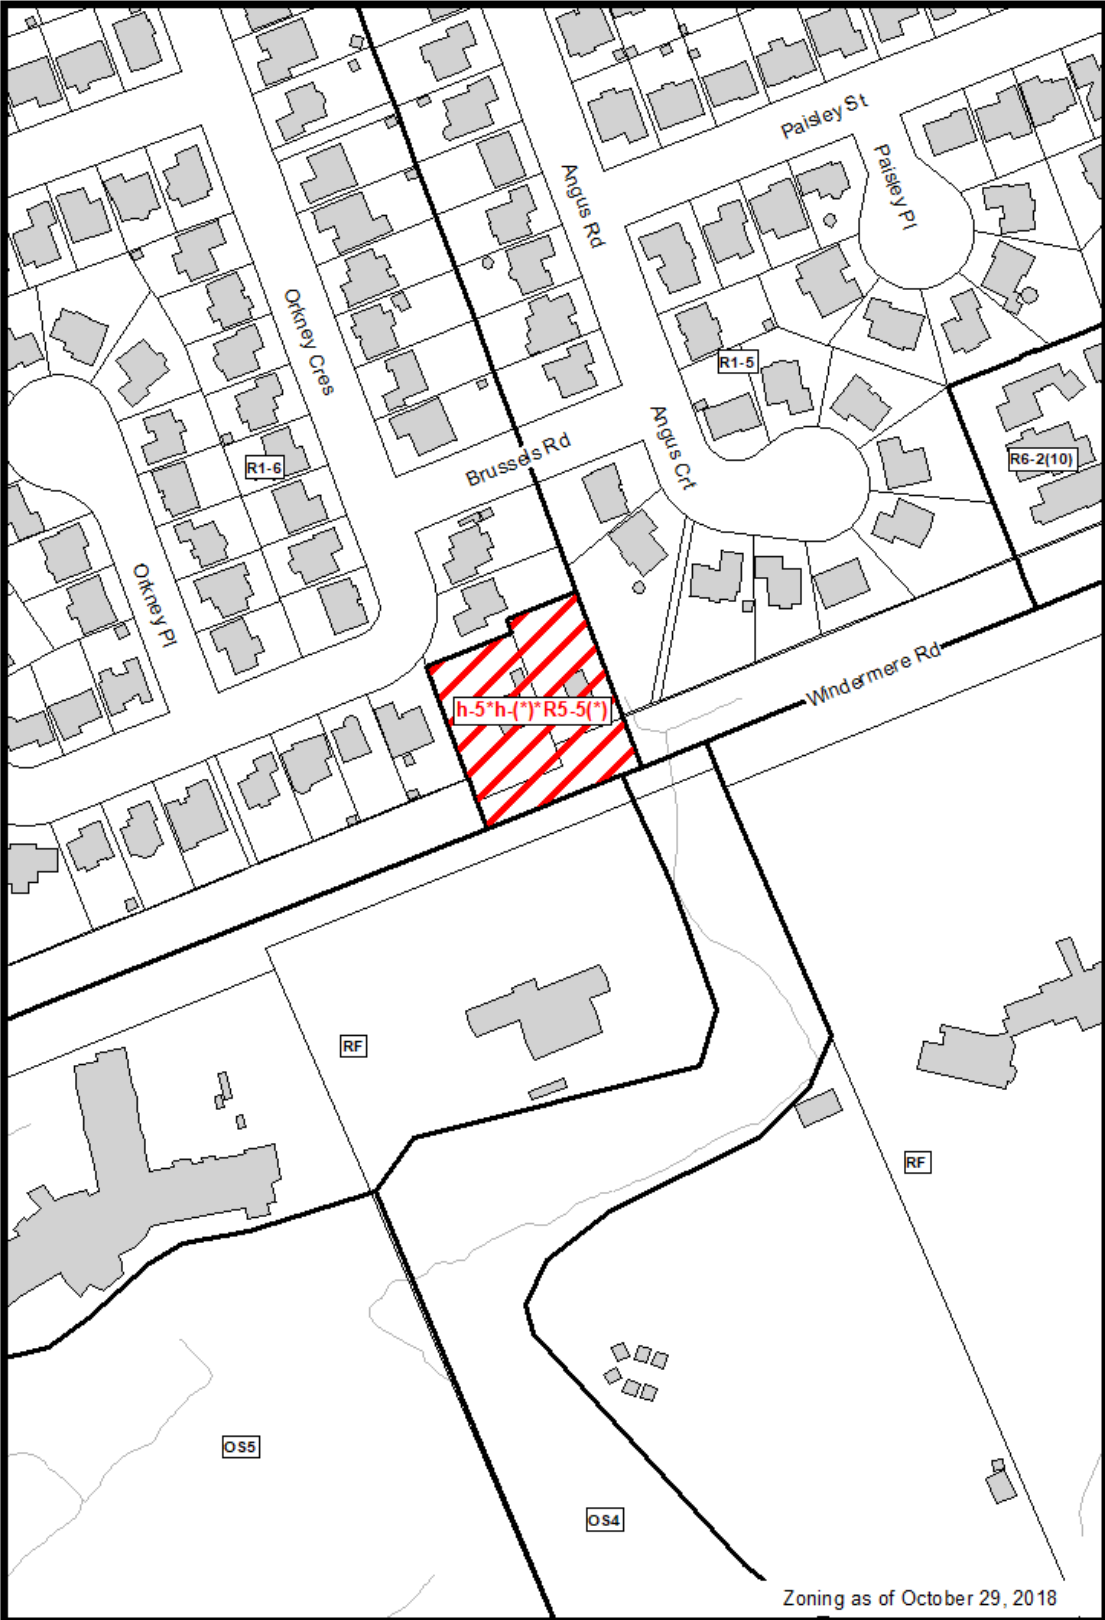 Paisley St
Paisley Pl
Angus Rd
Orkney Cres
R1-5
Angus Crt
Brussels Rd
R1-6
R6-2(10)
Orkney Pl
Windermere Rd
h-5*h-(*)*R5-5(*)
RF
RF
OS5
OS4
Zoning as of October 29, 2018